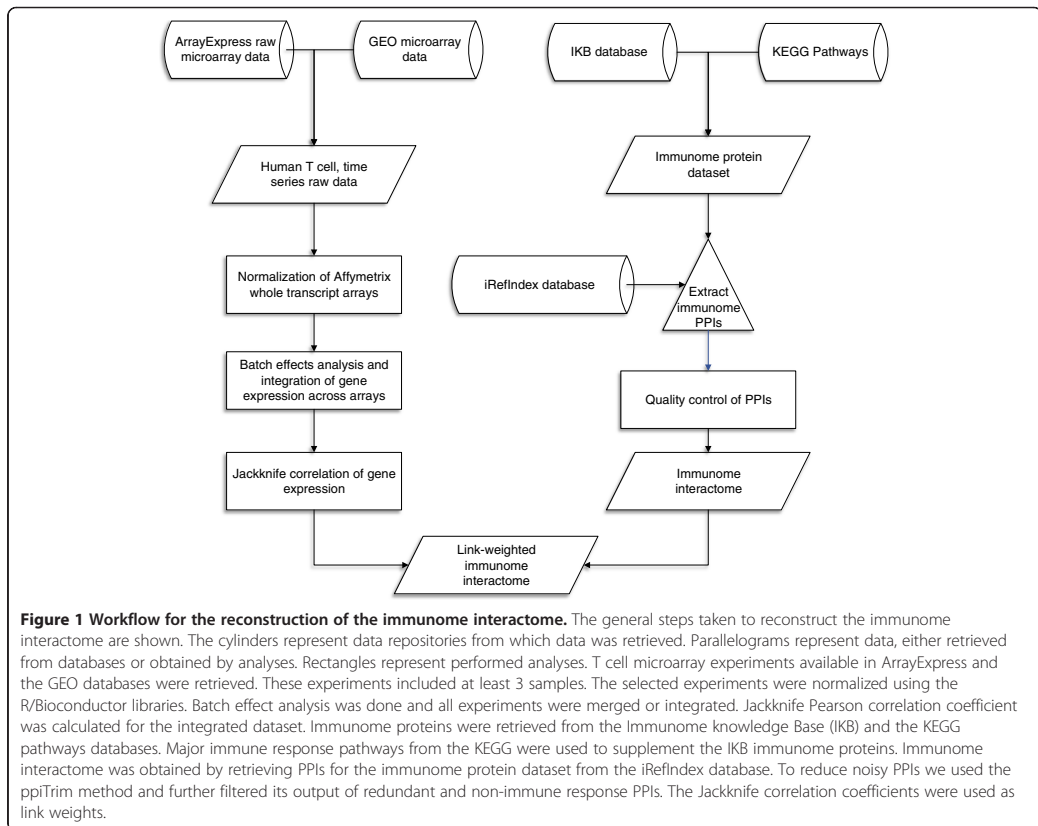 ArrayExpress raw
microarray data
GEO microarray
data
IKB database
KEGG Pathways
Human T cell, time
series raw data
Immunome protein
dataset
Normalization of Affymetrix
whole transcript arrays
iRefIndex database
Extract
immunome
PPIs
Batch effects analysis and
integration of gene
expression across arrays
Quality control of PPIs
Jackknife correlation of gene
expression
Immunome
interactome
Link-weighted
immunome
interactome
Figure 1 Workflow for the reconstruction of the immunome interactome. The general steps taken to reconstruct the immunome
interactome are shown. The cylinders represent data repositories from which data was retrieved. Parallelograms represent data, either retrieved
from databases or obtained by analyses. Rectangles represent performed analyses. T cell microarray experiments available in ArrayExpress and
the GEO databases were retrieved. These experiments included at least 3 samples. The selected experiments were normalized using the
R/Bioconductor libraries. Batch effect analysis was done and all experiments were merged or integrated. Jackknife Pearson correlation coefficient
was calculated for the integrated dataset. Immunome proteins were retrieved from the Immunome knowledge Base (IKB) and the KEGG
pathways databases. Major immune response pathways from the KEGG were used to supplement the IKB immunome proteins. Immunome
interactome was obtained by retrieving PPIs for the immunome protein dataset from the iRefIndex database. To reduce noisy PPIs we used the
ppiTrim method and further filtered its output of redundant and non-immune response PPIs. The Jackknife correlation coefficients were used as
link weights.